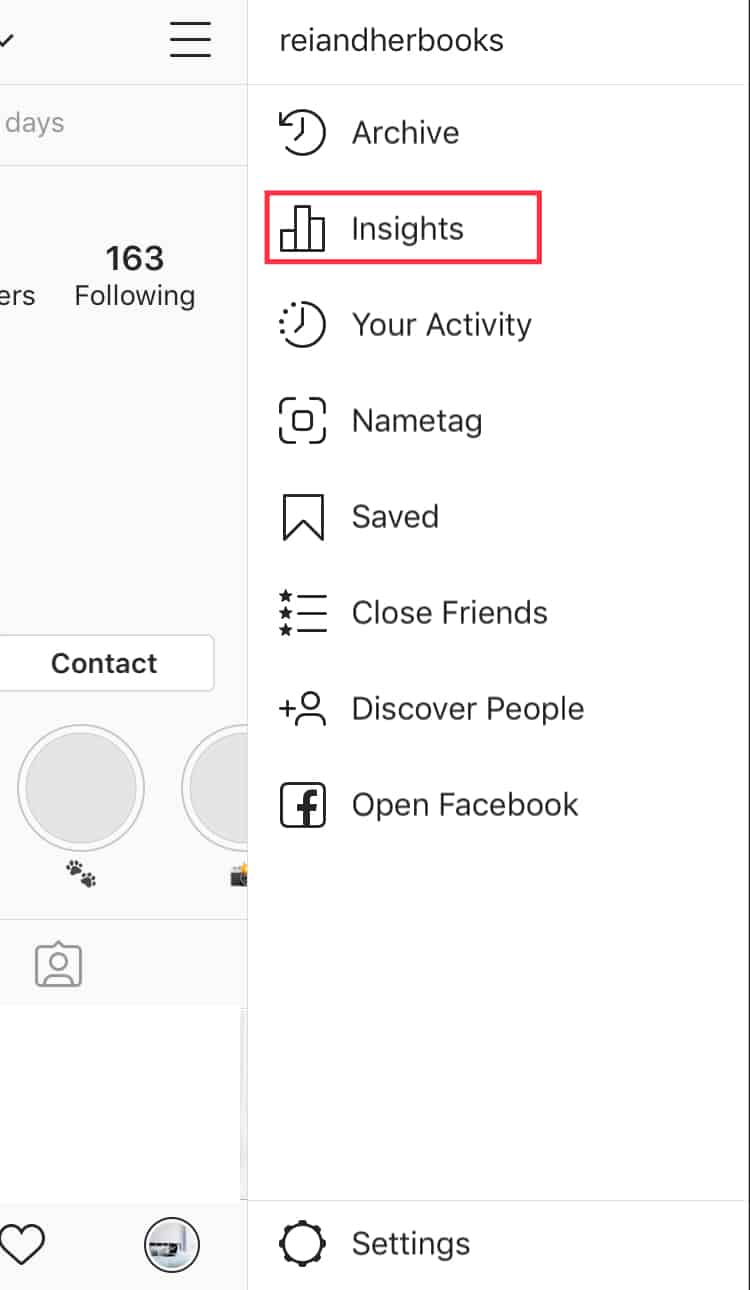 reiandherbooks
days
Archive
Insights
163
ers
Following
Your Activity
Nametag
Saved
Close Friends
Contact
Discover People
Open Facebook
Settings